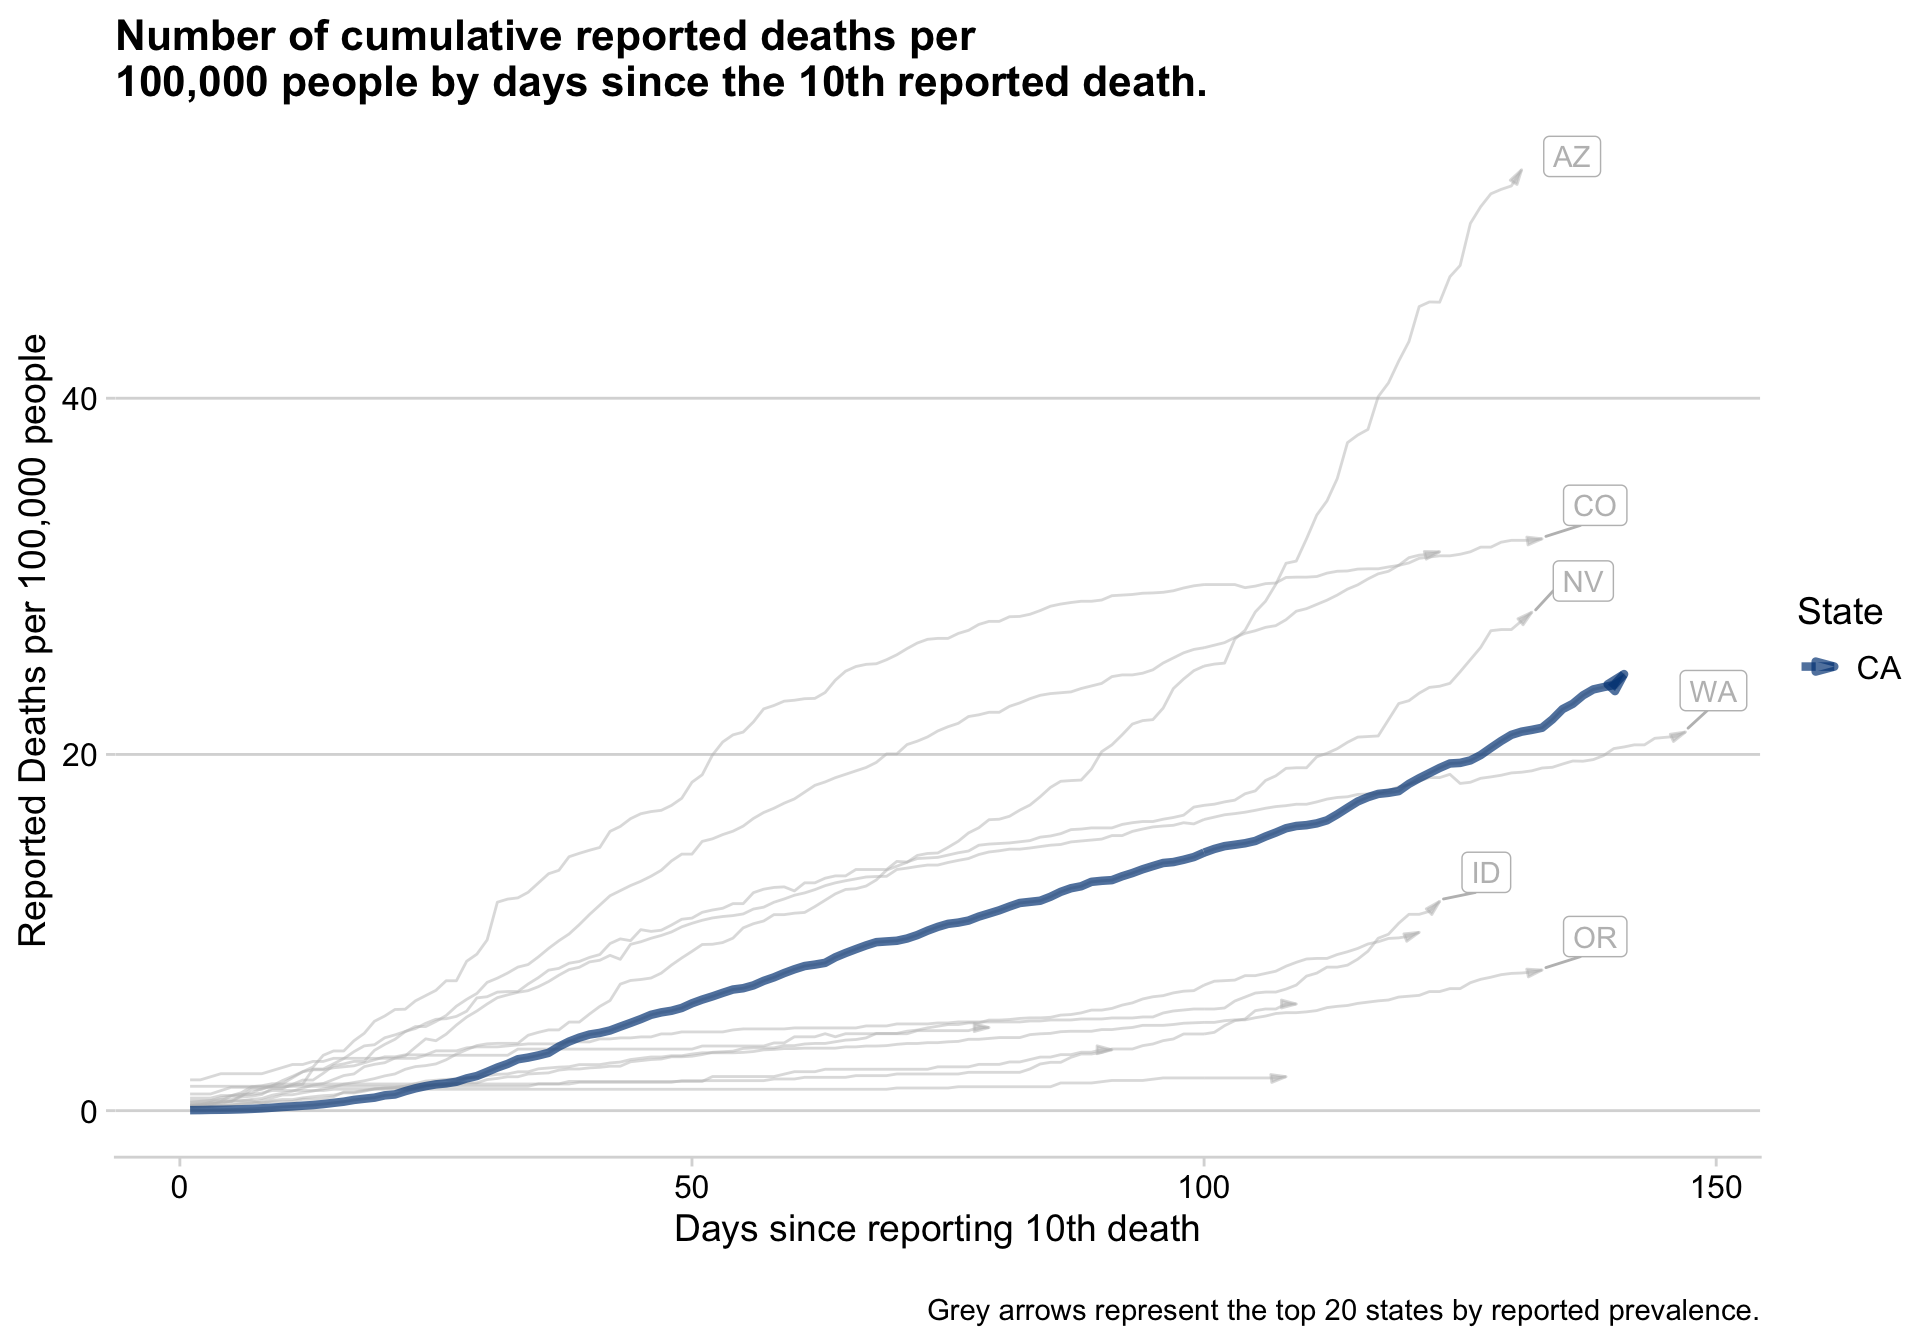 Number of cumulative reported deaths per
100,000 people by days since the 10th reported death.
AZ
Reported Deaths per 100,000 people
40
CO
NV
State
CA
WA
20
ID
OR
0
0 50 100 150
Days since reporting 10th death
Grey arrows represent the top 20 states by reported prevalence.